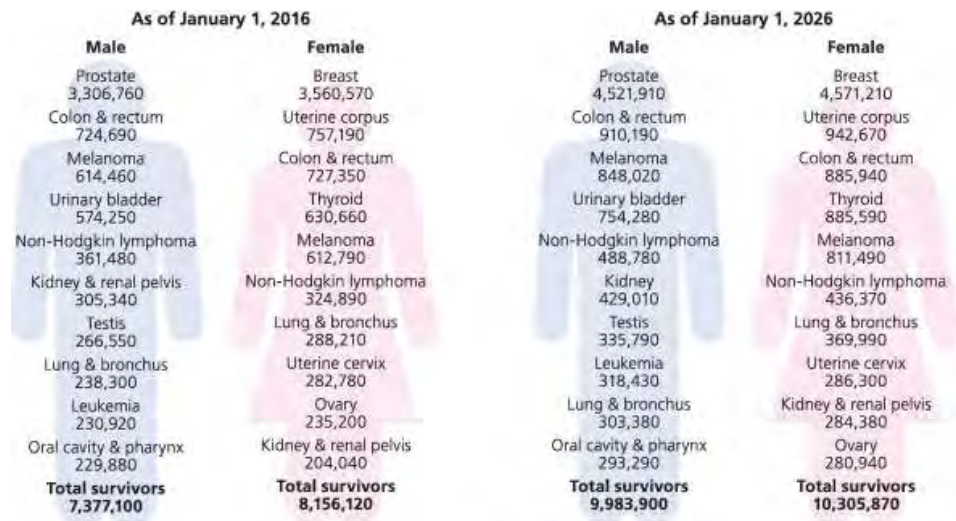 As of January 1, 2016
Male
Prostate
3,306,760
Colon & rectum
724,690
Melanoma
614,460
Urinary bladder
574,250
Non-Hodgkin lymphoma
361,480
Kidney & renal pelvis
305,340
Testis
266,550
Lung & bronchus
238,300
Leukemia
230,920
Oral cavity & pharynx
229,880
Total survivors
7,377,100
Female
Breast
3,560,570
Uterine corpus
757,190
Colon & rectum
727,350
Thyroid
630,660
Melanoma
612,790
Non-Hodgkin lymphoma
324,890
Lung & bronchus
288,210
Uterine cervix
282,780
Ovary
235,200
Kidney & renal pelvis
204,040
Total survivors
8,156,120
As of January 1, 2026
Male
Prostate
4,521,910
Colon & rectum
910,190
Melanoma
848,020
Urinary bladder
754,280
Non-Hodgkin lymphoma
488,780
Kidney
429,010
Testis
335,790
Leukemia
318,430
Lung & bronchus
303,380
Oral cavity & pharynx
293,290
Total survivors
9,983,900
Female
Breast
4,571,210
Uterine corpus
942,670
Colon & rectum
885,940
Thyroid
885,590
Melanoma
811,490
Non-Hodgkin lymphoma
436,370
Lung & bronchus
369,990
Uterine cervix
286,300
Kidney & renal pelvis
284,380
Ovary
280,940
Total survivors
10,305,870